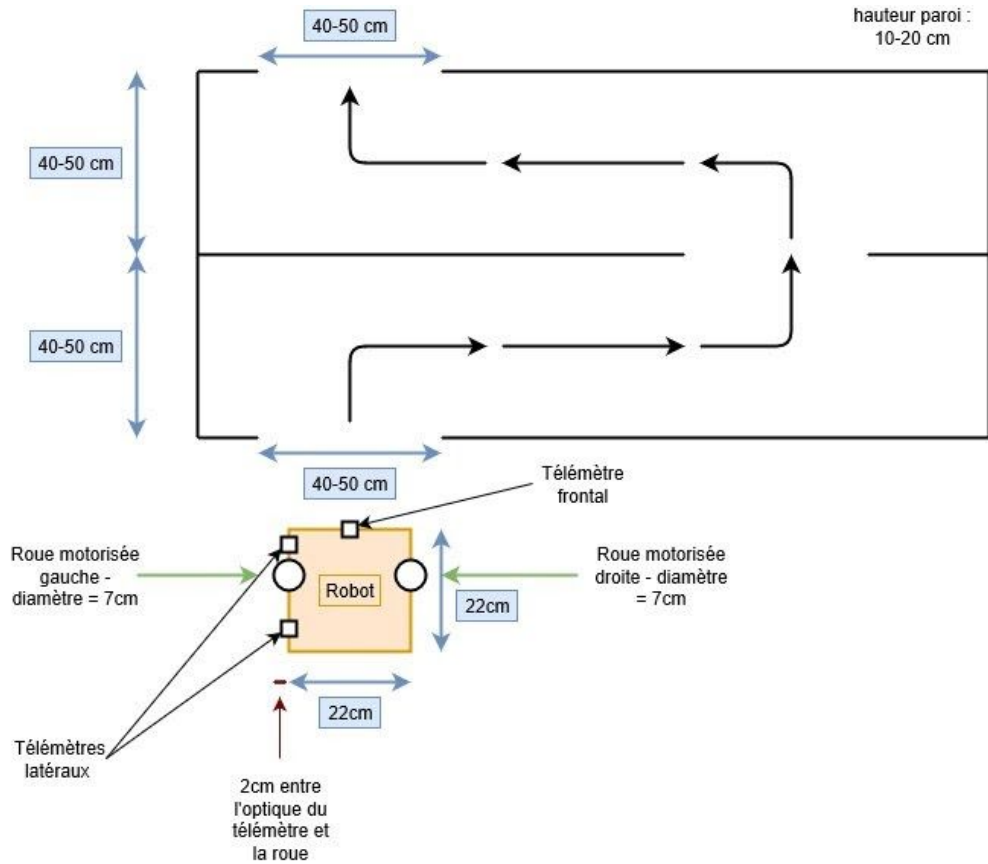 40-50 cm
hauteur paroi :
10-20 cm
40-50 cm
40-50 cm
40-50 cm
Télémètre
frontal
Roue motorisée
gauche -
diamètre = 7cm
Robot
Roue motorisée
droite - diamètre
= 7cm
22cm
22cm
Télémètres
latéraux
2cm entre
l'optique du
télémètre et
la roue